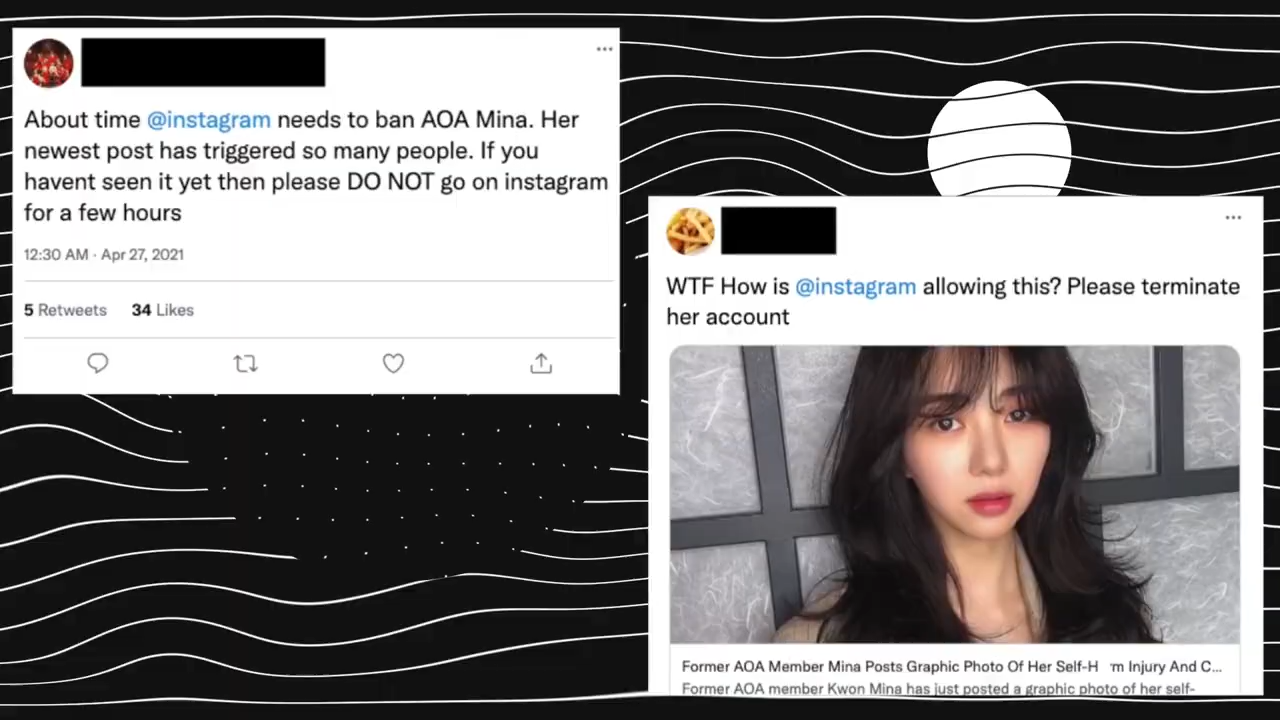 About time @instagram needs to ban AOA Mina. Her
newest post has triggered so many people. If you
havent seen it yet then please DO NOT go on instagram
for a few hours
12:30 AM · Apr 27, 2021
5 Retweets 34 Likes
WTF How is @instagram allowing this? Please terminate
her account
Former AOA Member Mina Posts Graphic Photo Of Her Self-H rm Injury And C...
Former AOA member Kwon Mina has just posted a graphic photo of her self-